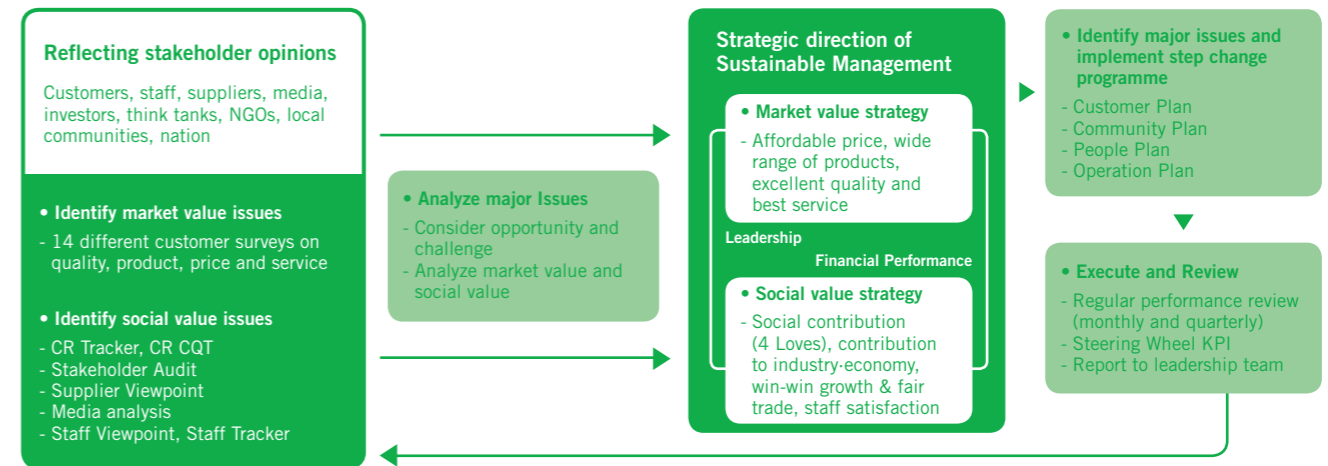 Reflecting stakeholder opinions
Customers, staff, suppliers, media,
investors, think tanks, NGOs, local
communities, nation
• Identify market value issues
- 14 different customer surveys on
quality, product, price and service
• Identify social value issues
- CR Tracker, CR CQT
- Stakeholder Audit
- Supplier Viewpoint
- Media analysis
- Staff Viewpoint, Staff Tracker
• Analyze major Issues
- Consider opportunity and
challenge
- Analyze market value and
social value
Strategic direction of
Sustainable Management
• Market value strategy
- Affordable price, wide
range of products,
excellent quality and
best service
Leadership
Financial Performance
• Social value strategy
- Social contribution
(4 Loves), contribution
to industry·economy,
win-win growth & fair
trade, staff satisfaction
• Identify major issues and
implement step change
programme
- Customer Plan
- Community Plan
- People Plan
- Operation Plan
• Execute and Review
- Regular performance review
(monthly and quarterly)
- Steering Wheel KPI
- Report to leadership team